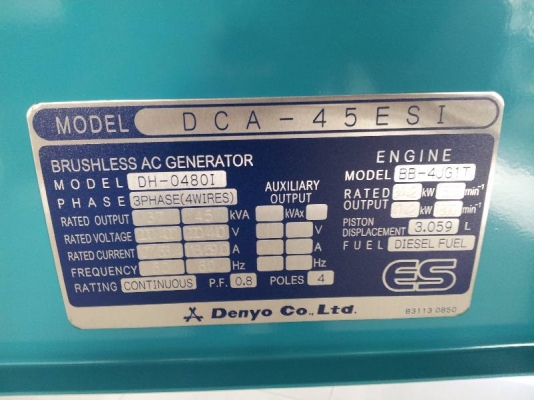 MODEL DCA-45ESI
BRUSHLESS AC GENERATOR
MODEL DH-0480I
PHASE 3PHASE(4WIRES)
RATED OUTPUT 45 kVA
RATED VOLTAGE V
RATED CURRENT A
FREQUENCY 60 Hz
RATING CONTINUOUS P.F. 0.8 POLES 4
AUXILIARY
OUTPUT kVAx
V
A
Hz
ENGINE
MODEL BB-4JG1T
RATED kW min-1
OUTPUT kW min-1
PISTON
DISPLACEMENT 3.059 L
FUEL DIESEL FUEL
ES
Denyo Co., Ltd.
83113 0850